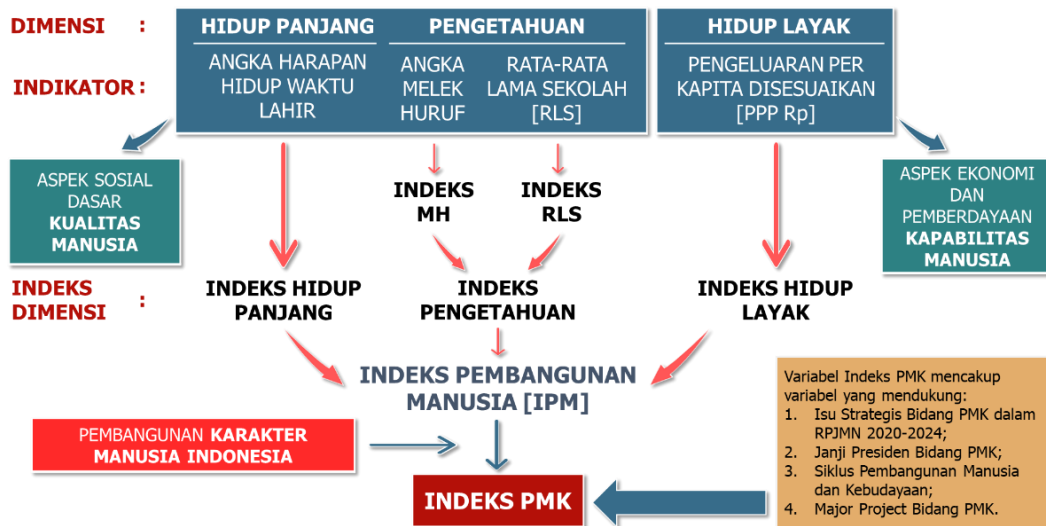 DIMENSI :
HIDUP PANJANG
PENGETAHUAN
HIDUP LAYAK
INDIKATOR :
ANGKA HARAPAN
HIDUP WAKTU
LAHIR
ANGKA
MELEK
HURUF
RATA-RATA
LAMA SEKOLAH
[RLS]
PENGELUARAN PER
KAPITA DISESUAIKAN
[PPP Rp]
ASPEK SOSIAL
DASAR
KUALITAS
MANUSIA
INDEKS
MH
INDEKS
RLS
ASPEK EKONOMI
DAN
PEMBERDAYAAN
KAPABILITAS
MANUSIA
INDEKS
DIMENSI :
INDEKS HIDUP
PANJANG
INDEKS
PENGETAHUAN
INDEKS HIDUP
LAYAK
INDEKS PEMBANGUNAN
MANUSIA [IPM]
PEMBANGUNAN KARAKTER
MANUSIA INDONESIA
INDEKS PMK
Variabel Indeks PMK mencakup
variabel yang mendukung:
1. Isu Strategis Bidang PMK dalam
RPJMN 2020-2024;
2. Janji Presiden Bidang PMK;
3. Siklus Pembangunan Manusia
dan Kebudayaan;
4. Major Project Bidang PMK.